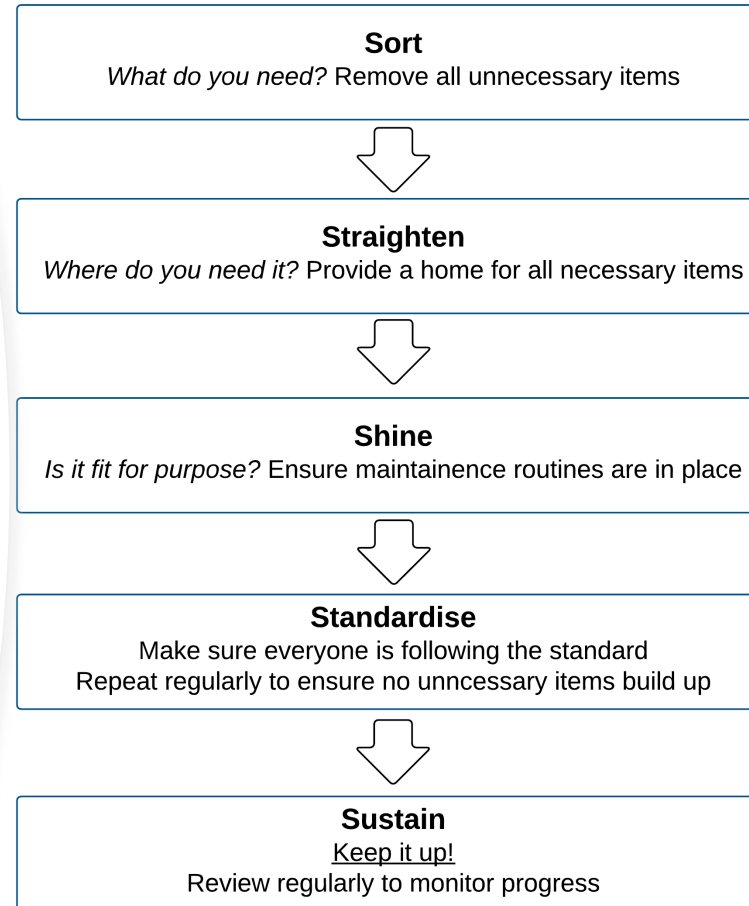 Sort
What do you need? Remove all unnecessary items
Straighten
Where do you need it? Provide a home for all necessary items
Shine
Is it fit for purpose? Ensure maintainence routines are in place
Standardise
Make sure everyone is following the standard
Repeat regularly to ensure no unncessary items build up
Sustain
Keep it up!
Review regularly to monitor progress